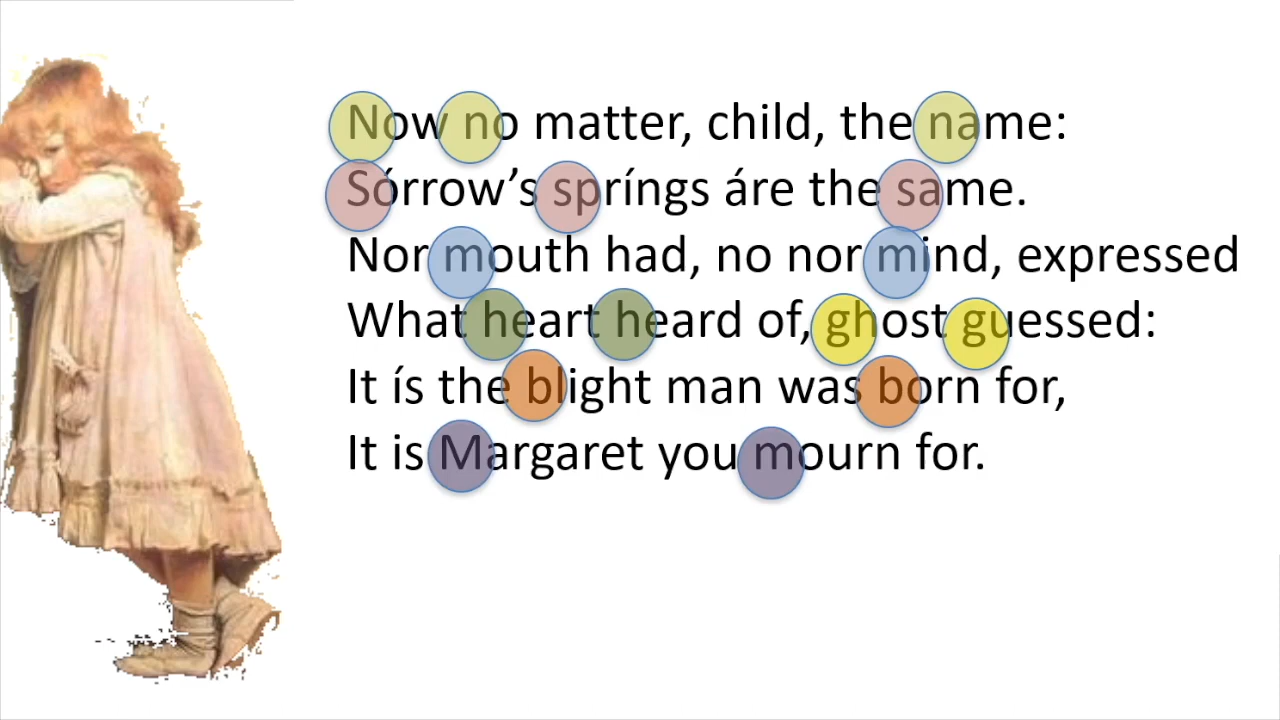 Now no matter, child, the name:
Sórrow’s spríngs áre the same.
Nor mouth had, no nor mind, expressed
What heart heard of, ghost guessed:
It ís the blight man was born for,
It is Margaret you mourn for.